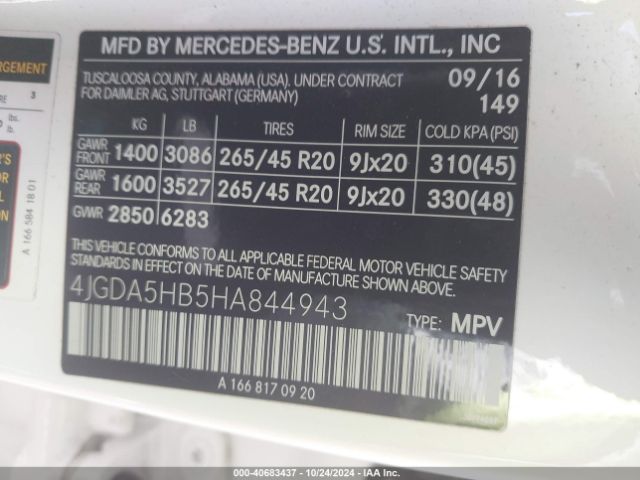 MFD BY MERCEDES-BENZ U.S. INTL., INC
TUSCALOOSA COUNTY, ALABAMA (USA). UNDER CONTRACT
FOR DAIMLER AG, STUTTGART (GERMANY)
09/16
149
KG LB TIRES RIM SIZE COLD KPA (PSI)
GAWR FRONT 1400 3086 265/45 R20 9Jx20 310(45)
GAWR REAR 1600 3527 265/45 R20 9Jx20 330(48)
GVWR 2850 6283
THIS VEHICLE CONFORMS TO ALL APPLICABLE FEDERAL MOTOR VEHICLE SAFETY
STANDARDS IN EFFECT ON THE DATE OF MANUFACTURE SHOWN ABOVE.
4JGDA5HB5HA844943
TYPE: MPV
A 166 817 09 20
3
lbs.
lb.
A 166 584 18 01
000-40683437 - 10/24/2024 - IAAI